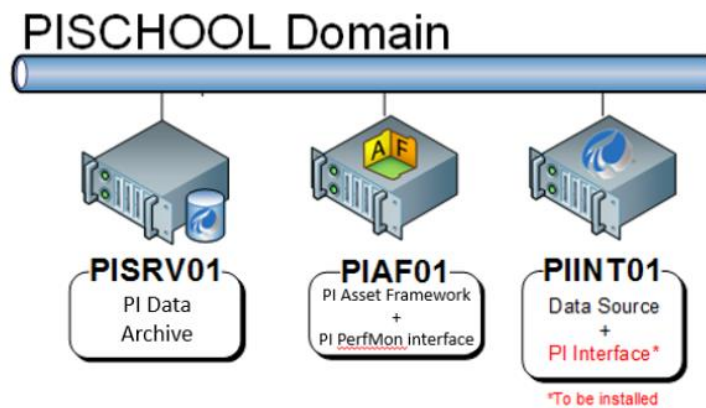 PISCHOOL Domain
A F
PISRV01
PI Data
Archive
PIAF01
PI Asset Framework
+
PI PerfMon interface
PIINT01
Data Source
+
PI Interface*
*To be installed